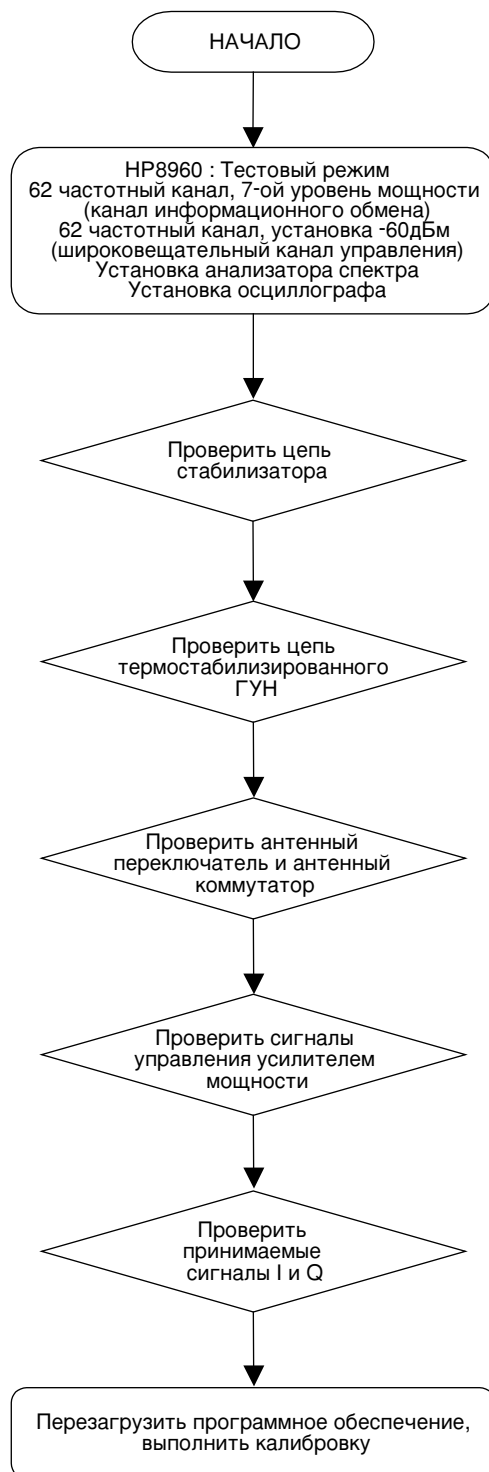 НАЧАЛО
HP8960 : Тестовый режим
62 частотный канал, 7-ой уровень мощности
(канал информационного обмена)
62 частотный канал, установка -60дБм
(широковещательный канал управления)
Установка анализатора спектра
Установка осциллографа
Проверить цепь
стабилизатора
Проверить цепь
термостабилизированного
ГУН
Проверить антенный
переключатель и антенный
коммутатор
Проверить сигналы
управления усилителем
мощности
Проверить
принимаемые
сигналы I и Q
Перезагрузить программное обеспечение,
выполнить калибровку